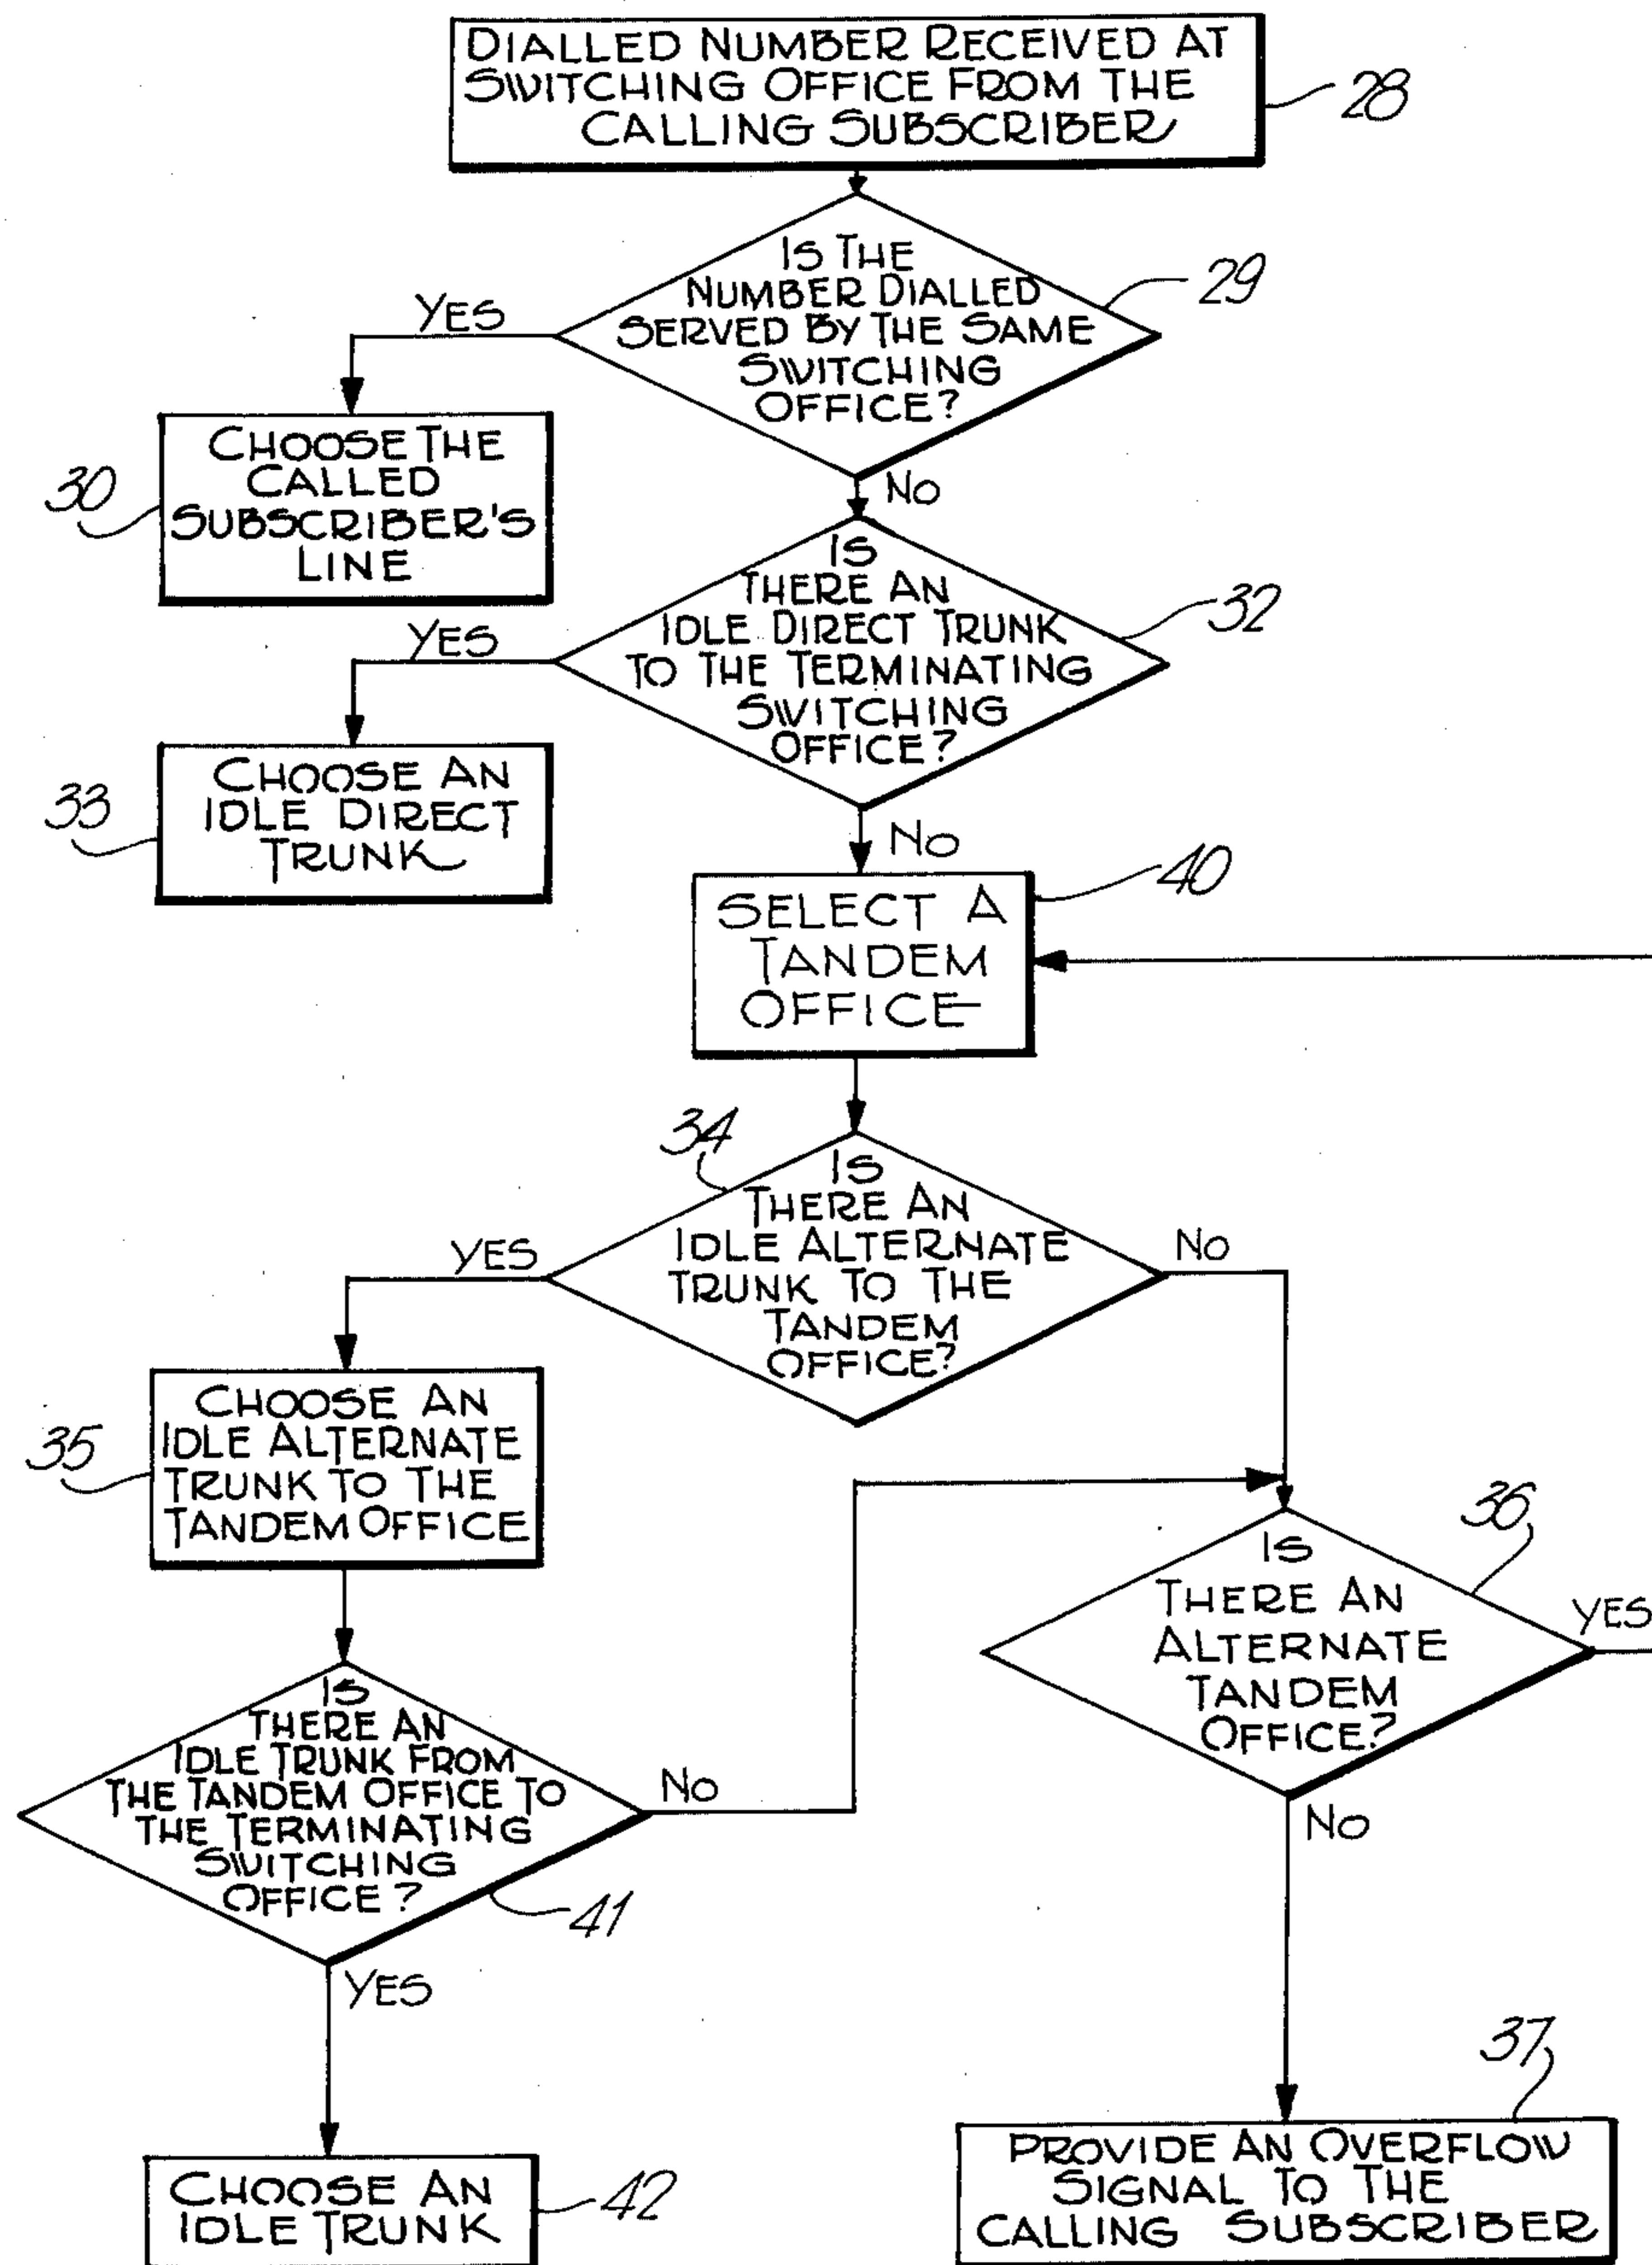 DIALLED NUMBER RECEIVED AT
SWITCHING OFFICE FROM THE
CALLING SUBSCRIBER
28
IS THE
NUMBER DIALLED
SERVED BY THE SAME
SWITCHING
OFFICE?
29
YES
NO
CHOOSE THE
CALLED
SUBSCRIBER'S
LINE
30
IS
THERE AN
IDLE DIRECT TRUNK
TO THE TERMINATING
SWITCHING
OFFICE?
32
YES
NO
CHOOSE AN
IDLE DIRECT
TRUNK
33
SELECT A
TANDEM
OFFICE
40
34
IS
THERE AN
IDLE ALTERNATE
TRUNK TO THE
TANDEM
OFFICE?
YES
NO
CHOOSE AN
IDLE ALTERNATE
TRUNK TO THE
TANDEM OFFICE
35
IS
THERE AN
ALTERNATE
TANDEM
OFFICE?
36
YES
NO
IS
THERE AN
IDLE TRUNK FROM
THE TANDEM OFFICE TO
THE TERMINATING
SWITCHING
OFFICE?
41
NO
YES
CHOOSE AN
IDLE TRUNK
42
37
PROVIDE AN OVERFLOW
SIGNAL TO THE
CALLING SUBSCRIBER